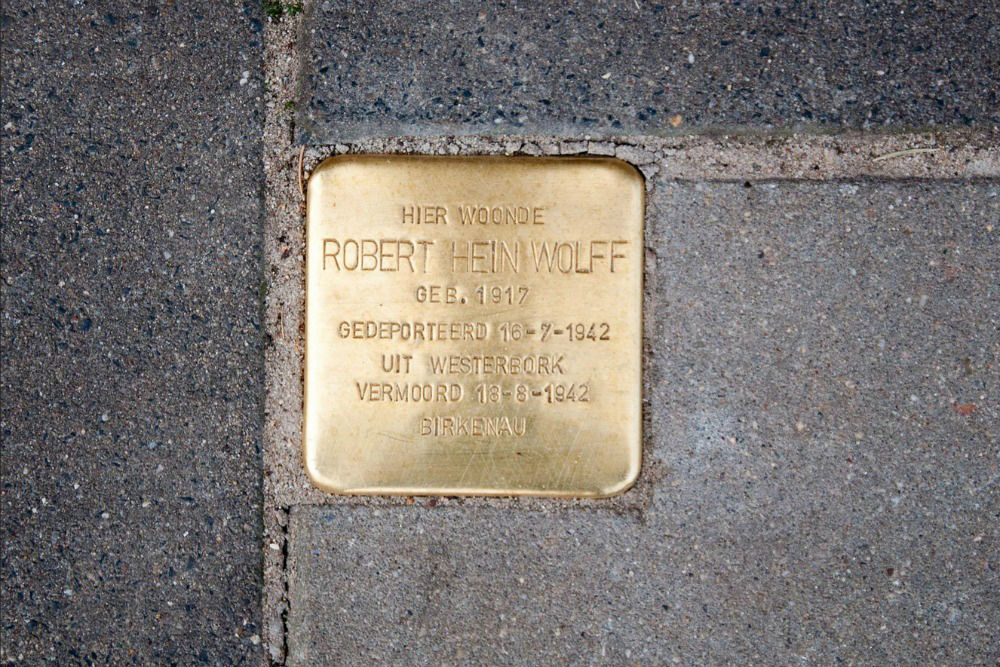 HIER WOONDE
ROBERT HEIN WOLFF
GEB. 1917
GEDEPORTEERD 16-7-1942
UIT WESTERBORK
VERMOORD 18-8-1942
BIRKENAU